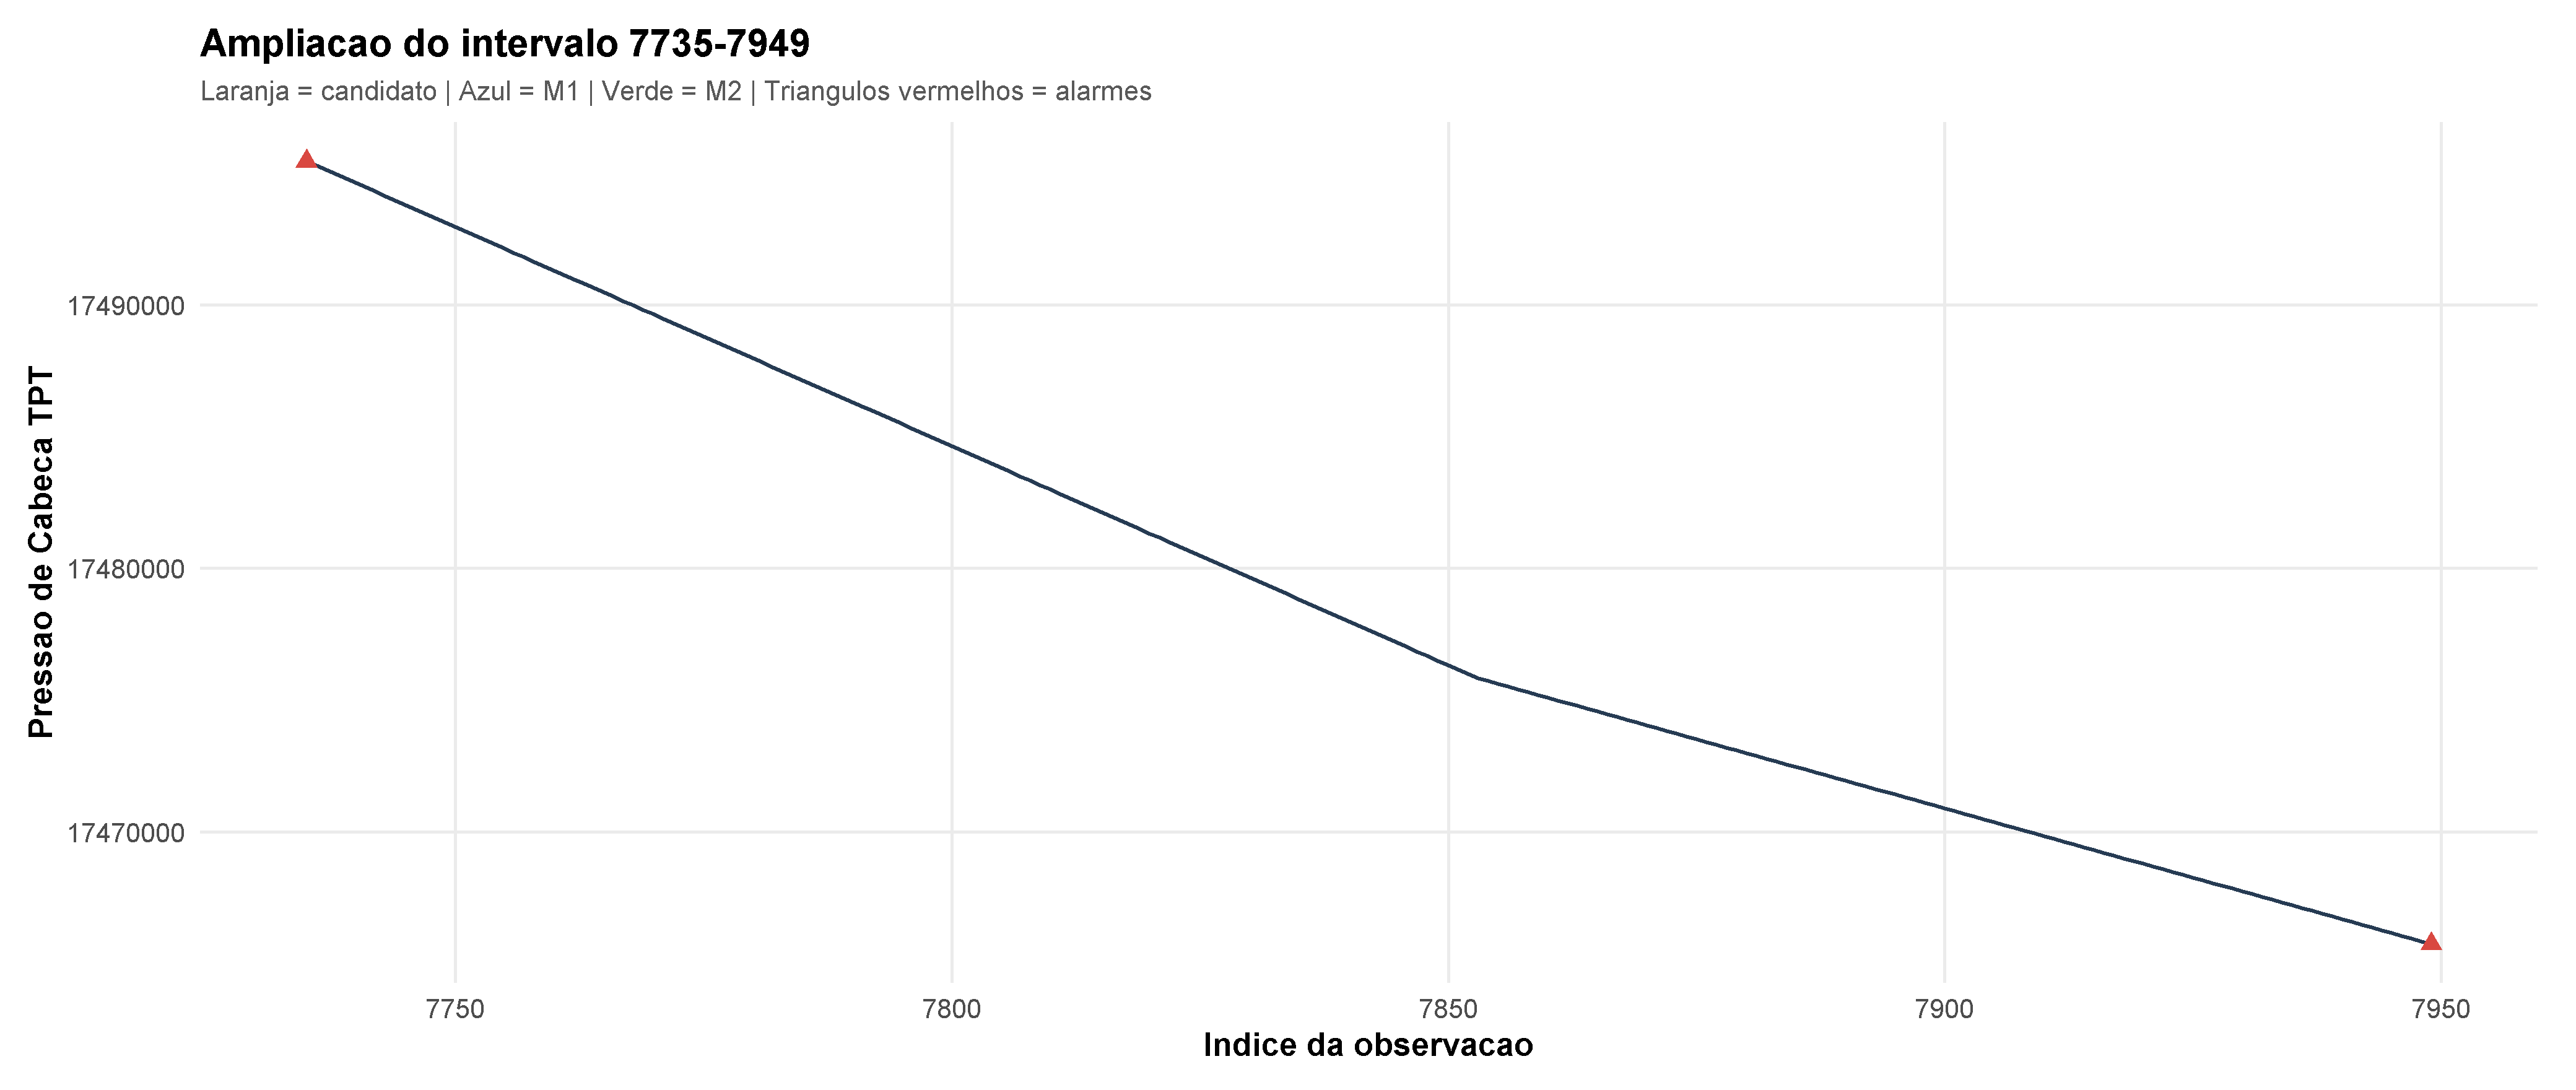 Ampliacao do intervalo 7735-7949
Laranja = candidato | Azul = M1 | Verde = M2 | Triangulos vermelhos = alarmes
Pressao de Cabeca TPT
17490000
17480000
17470000
7750
7800
7850
7900
7950
Indice da observacao